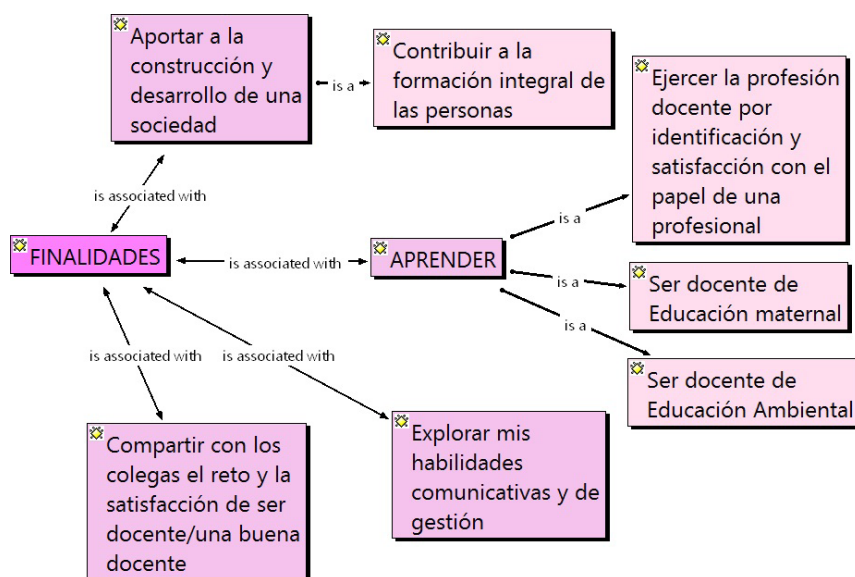 Aportar a la
construcción y
desarrollo de una
sociedad
is a
Contribuir a la
formación integral de
las personas
Ejercer la profesión
docente por
identificación y
satisfacción con el
papel de una
profesional
is associated with
is a
FINALIDADES
is associated with
APRENDER
is a
Ser docente de
Educación maternal
is a
Ser docente de
Educación Ambiental
is associated with
is associated with
Compartir con los
colegas el reto y la
satisfacción de ser
docente/una buena
docente
Explorar mis
habilidades
comunicativas y de
gestión